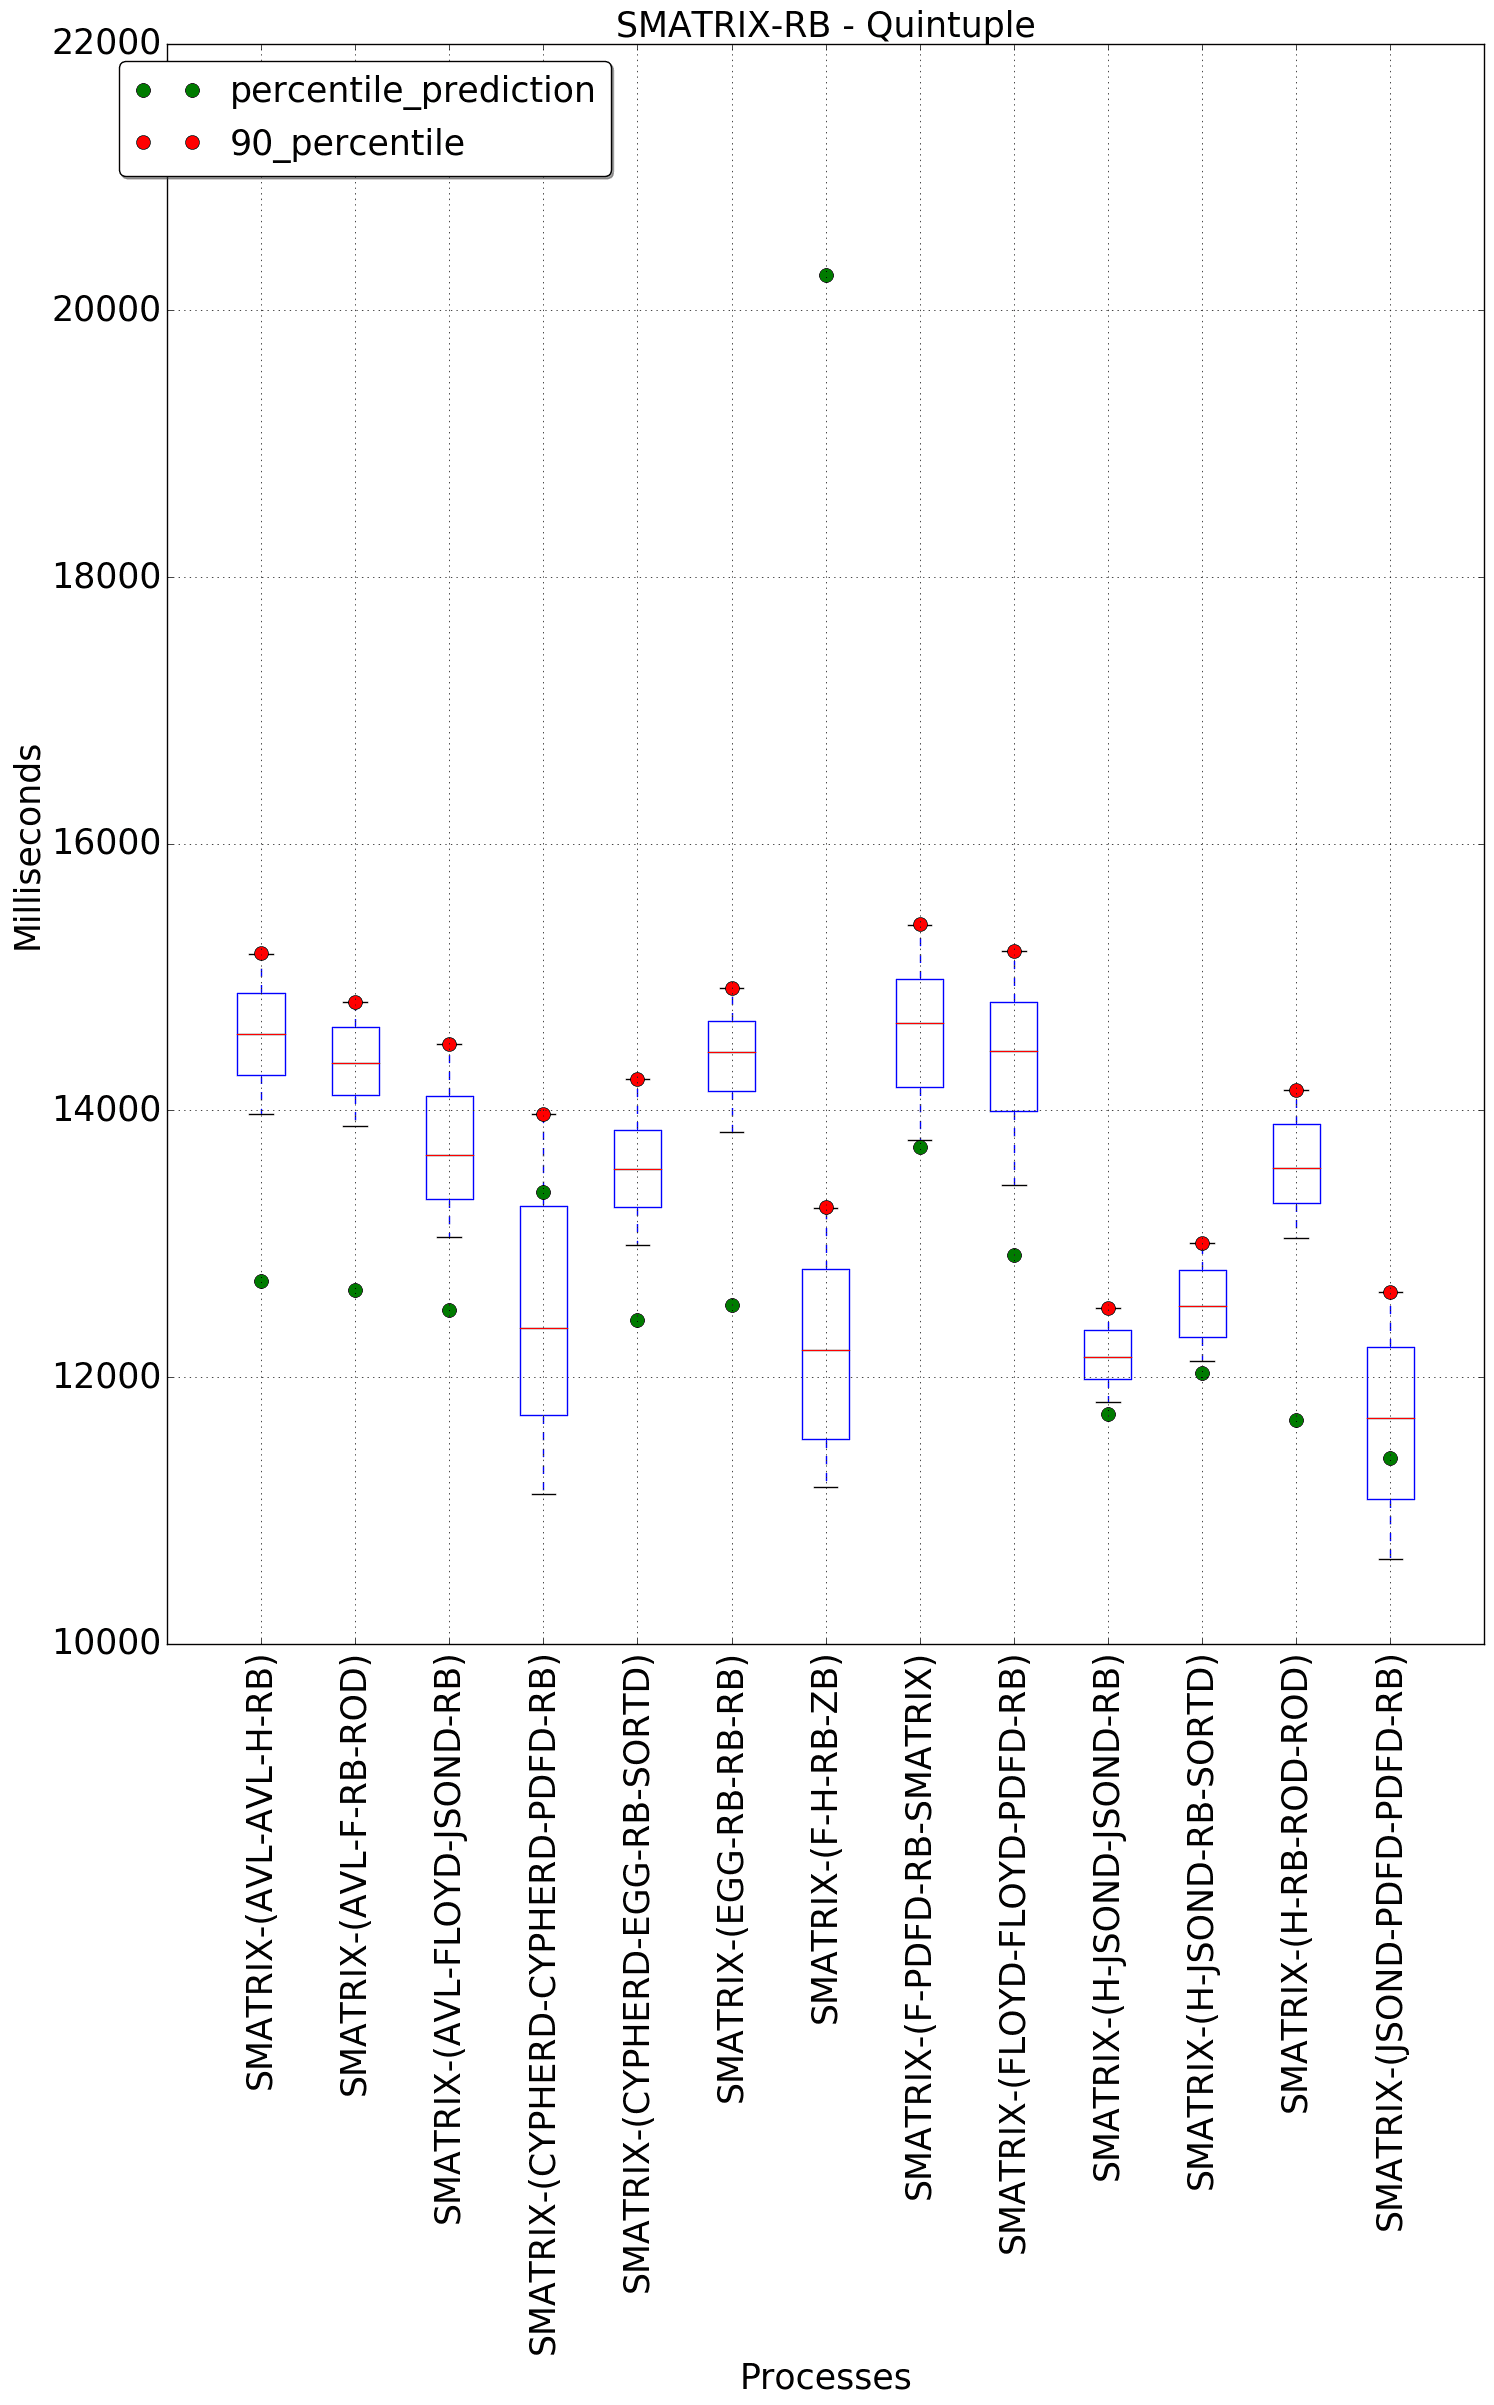 SMATRIX-RB - Quintuple
percentile_prediction
90_percentile
22000
20000
18000
16000
14000
12000
10000
Milliseconds
SMATRIX-(AVL-AVL-H-RB)
SMATRIX-(AVL-F-RB-ROD)
SMATRIX-(AVL-FLOYD-JSOND-RB)
SMATRIX-(CYPHERD-CYPHERD-PDFD-RB)
SMATRIX-(CYPHERD-EGG-RB-SORTD)
SMATRIX-(EGG-RB-RB-RB)
SMATRIX-(F-H-RB-ZB)
SMATRIX-(F-PDFD-RB-SMATRIX)
SMATRIX-(FLOYD-FLOYD-PDFD-RB)
SMATRIX-(H-JSOND-JSOND-RB)
SMATRIX-(H-JSOND-RB-SORTD)
SMATRIX-(H-RB-ROD-ROD)
SMATRIX-(JSOND-PDFD-PDFD-RB)
Processes